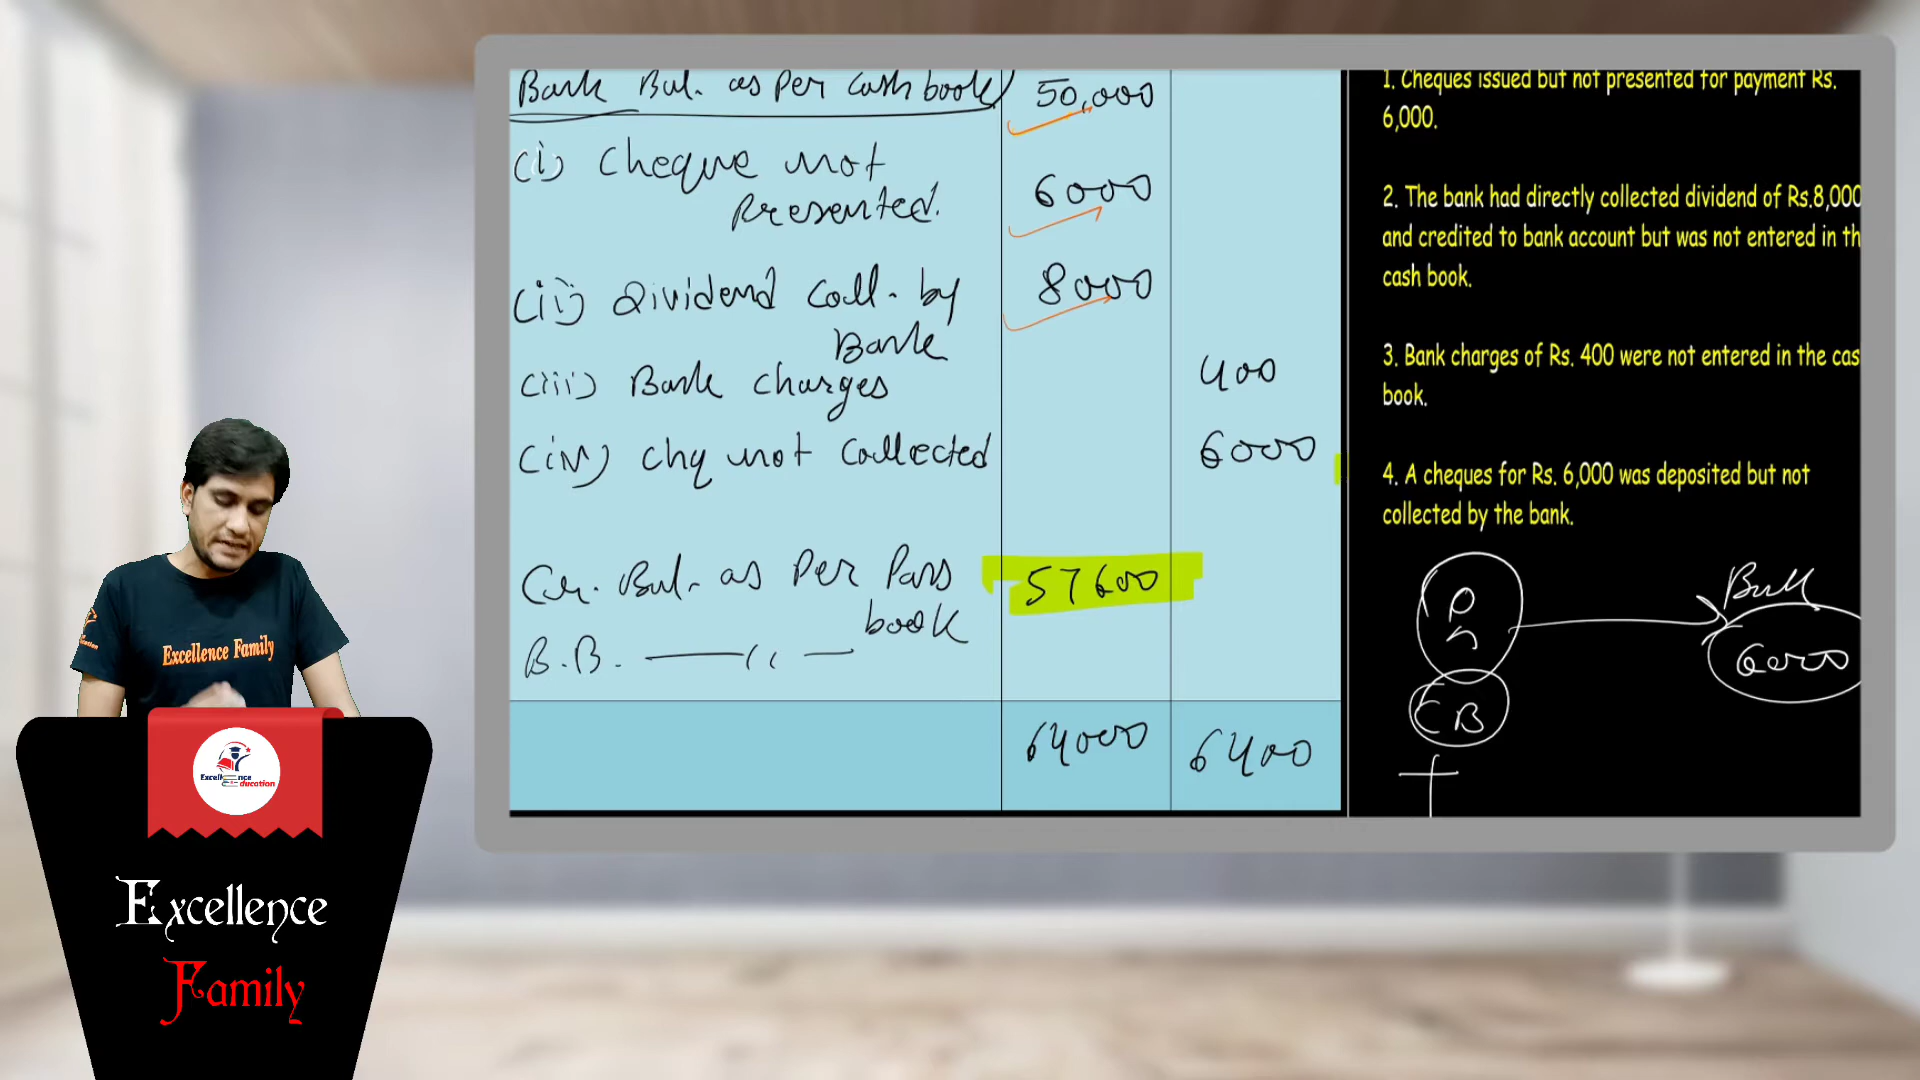 Bank Bal. as Per Cash book 50,000
(i) Cheque not
Presented. 6000
(ii) Dividend Coll. by 8000
Bank
(iii) Bank charges 400
(iv) Chq not Collected 6000
Cr. Bal. as Per Pass 57600
book
B.B.
64000 6400
1. Cheques issued but not presented for payment Rs.
6,000.
2. The bank had directly collected dividend of Rs.8,000
and credited to bank account but was not entered in th
cash book.
3. Bank charges of Rs. 400 were not entered in the cas
book.
4. A cheques for Rs. 6,000 was deposited but not
collected by the bank.
6000
CB
Excellence Family
Excellence
Education
Excellence
Family